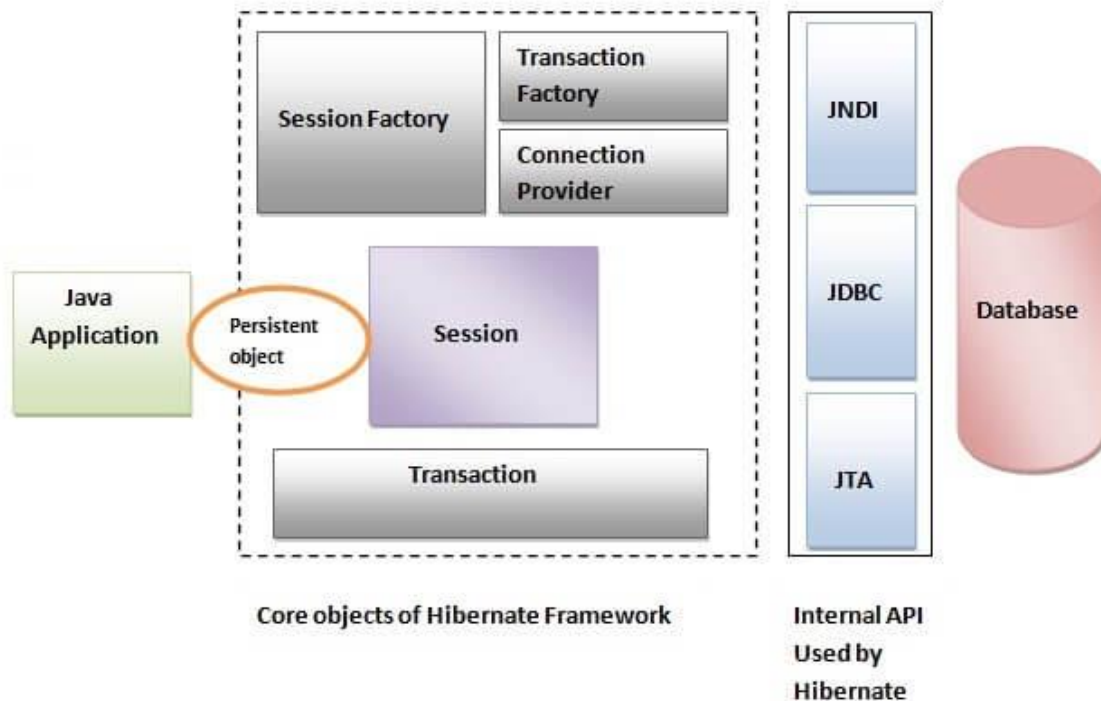 Session Factory
Transaction
Factory
Connection
Provider
JNDI
Java
Application
Persistent
object
Session
JDBC
Database
Transaction
JTA
Core objects of Hibernate Framework
Internal API
Used by
Hibernate